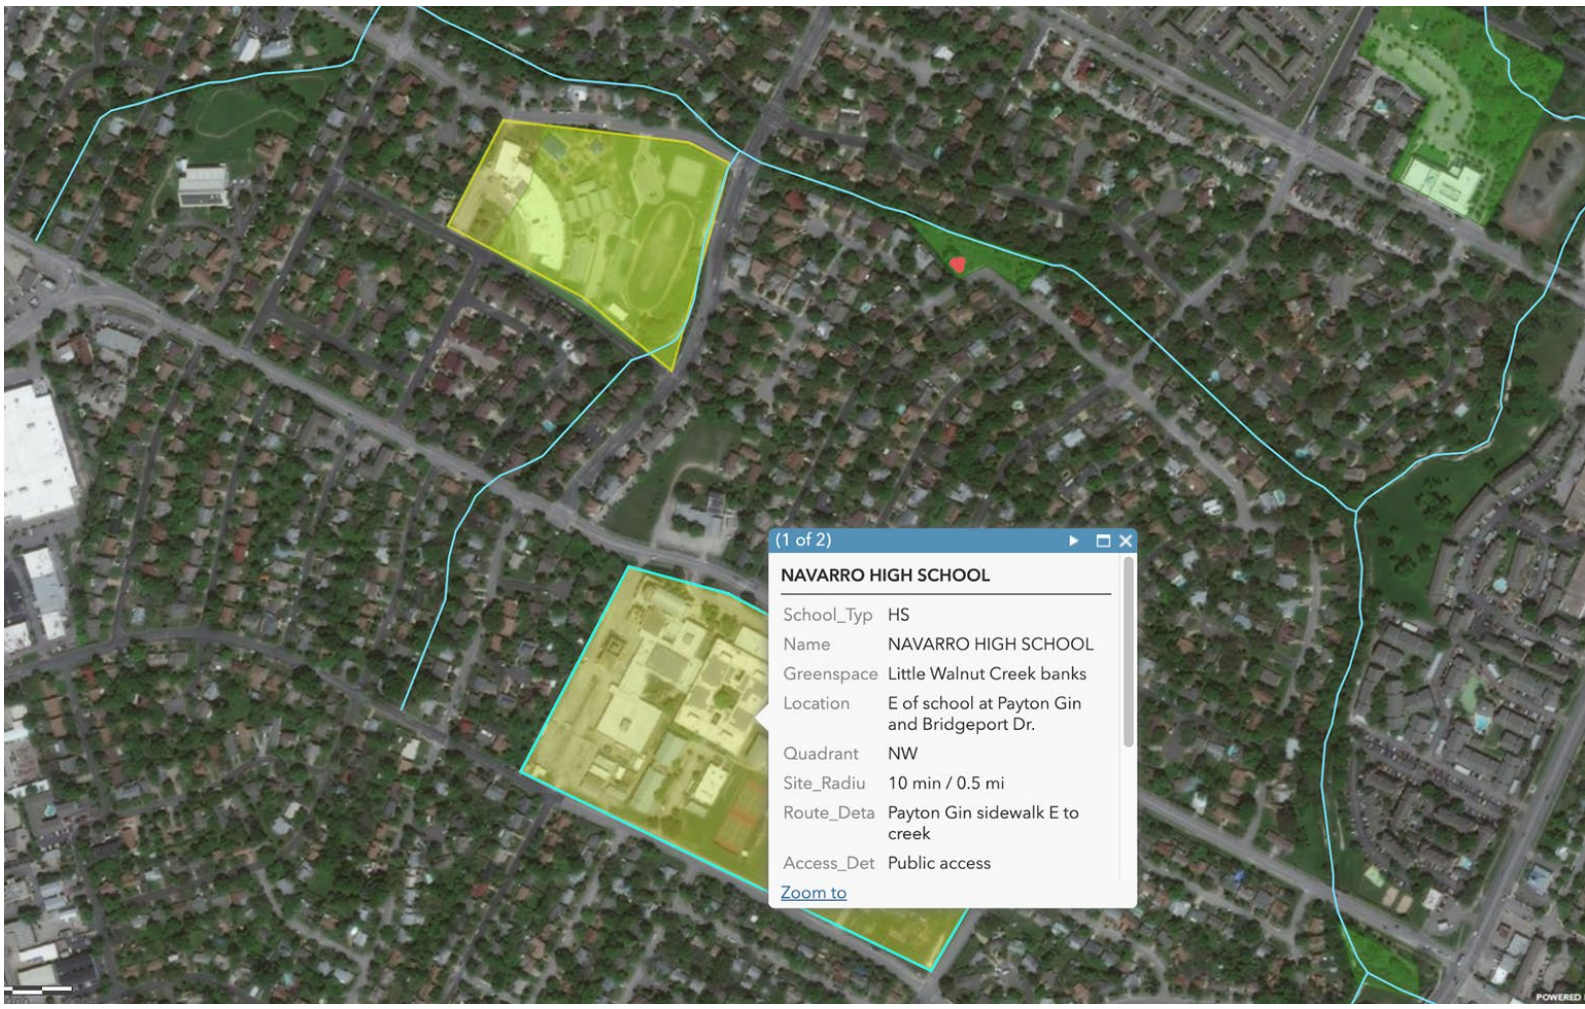 (1 of 2)
NAVARRO HIGH SCHOOL
School_Typ HS
Name NAVARRO HIGH SCHOOL
Greenspace Little Walnut Creek banks
Location E of school at Payton Gin
and Bridgeport Dr.
Quadrant NW
Site_Radiu 10 min / 0.5 mi
Route_Deta Payton Gin sidewalk E to
creek
Access_Det Public access
Zoom to
POWERED